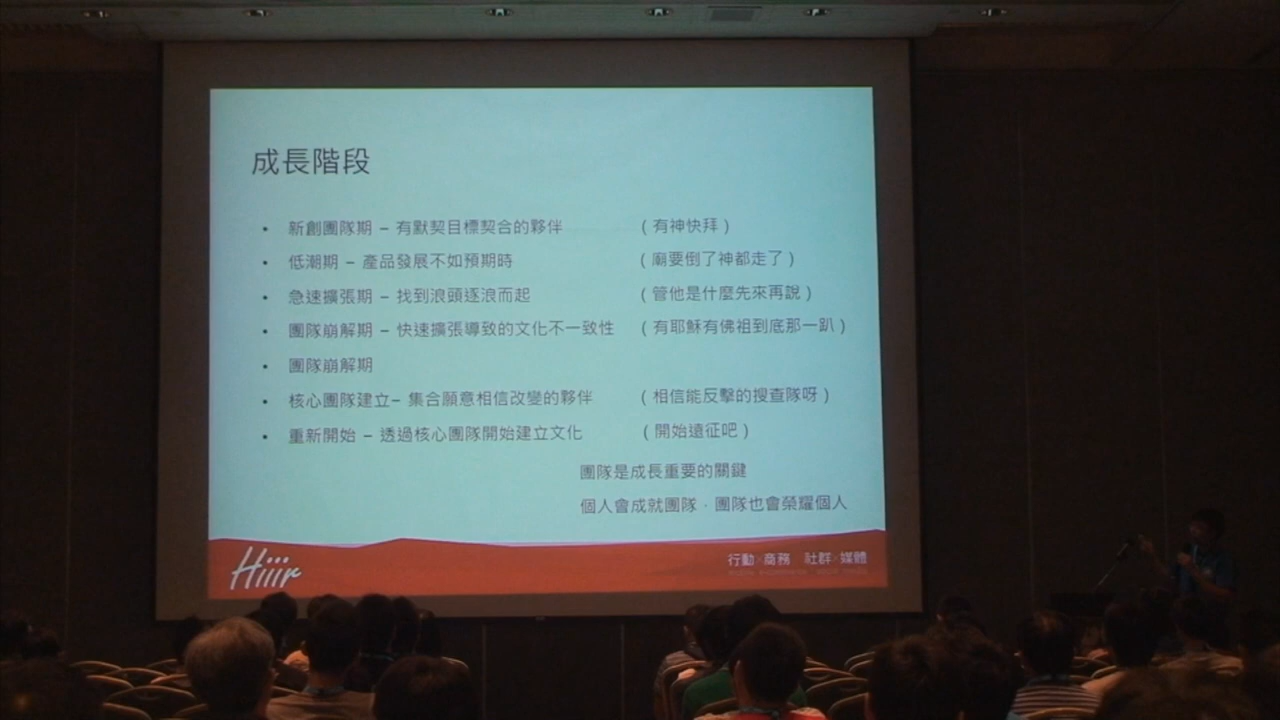 成長階段
• 新創團隊期 – 有默契目標契合的夥伴 （有神快拜）
• 低潮期 – 產品發展不如預期時 （廟要倒了神都走了）
• 急速擴張期 – 找到浪頭逐浪而起 （管他是什麼先來再說）
• 團隊崩解期 – 快速擴張導致的文化不一致性 （有耶穌有佛祖到底那一趴）
• 團隊崩解期
• 核心團隊建立– 集合願意相信改變的夥伴 （相信能反擊的搜查隊呀）
• 重新開始 – 透過核心團隊開始建立文化 （開始遠征吧）
團隊是成長重要的關鍵
個人會成就團隊．團隊也會榮耀個人
Hiiir
行動×商務 社群×媒體